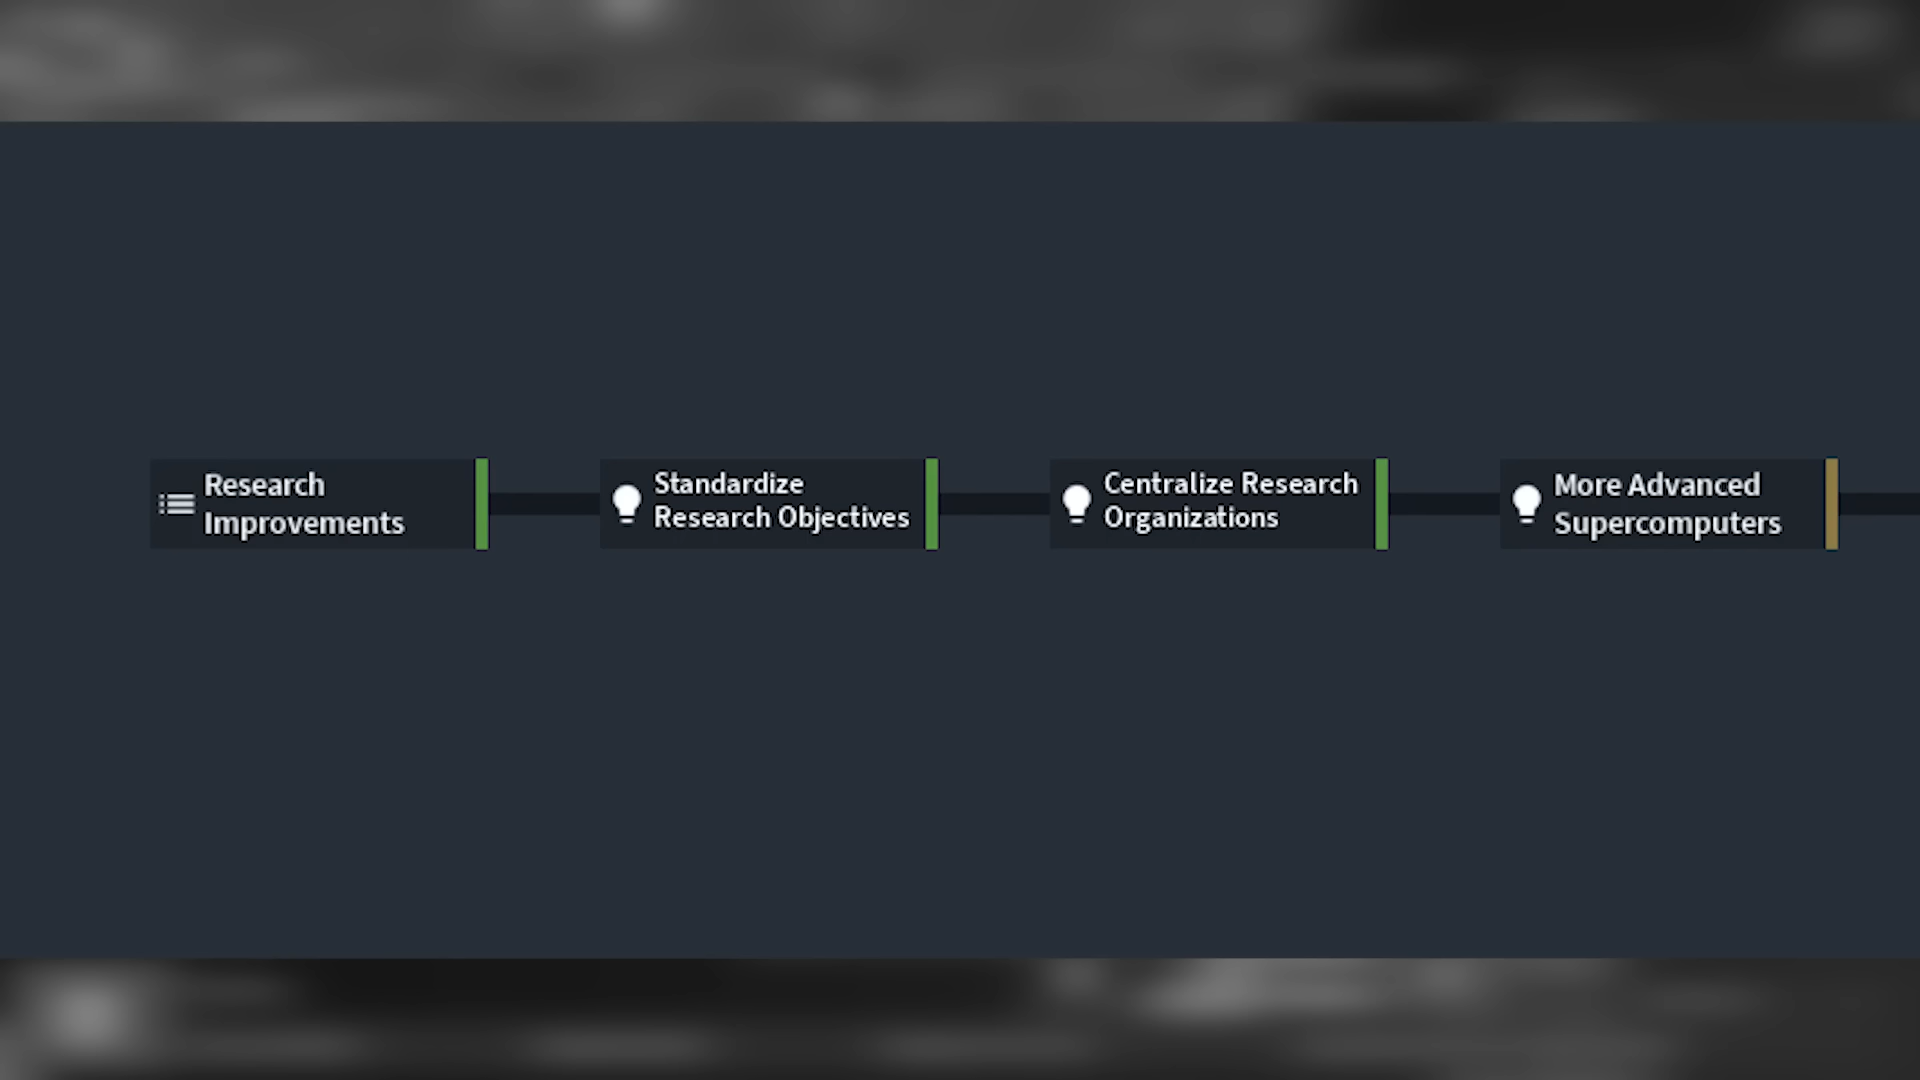 Research
Improvements
Standardize
Research Objectives
Centralize Research
Organizations
More Advanced
Supercomputers